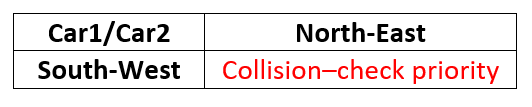 Car1/Car2 North-East
South-West Collision–check priority